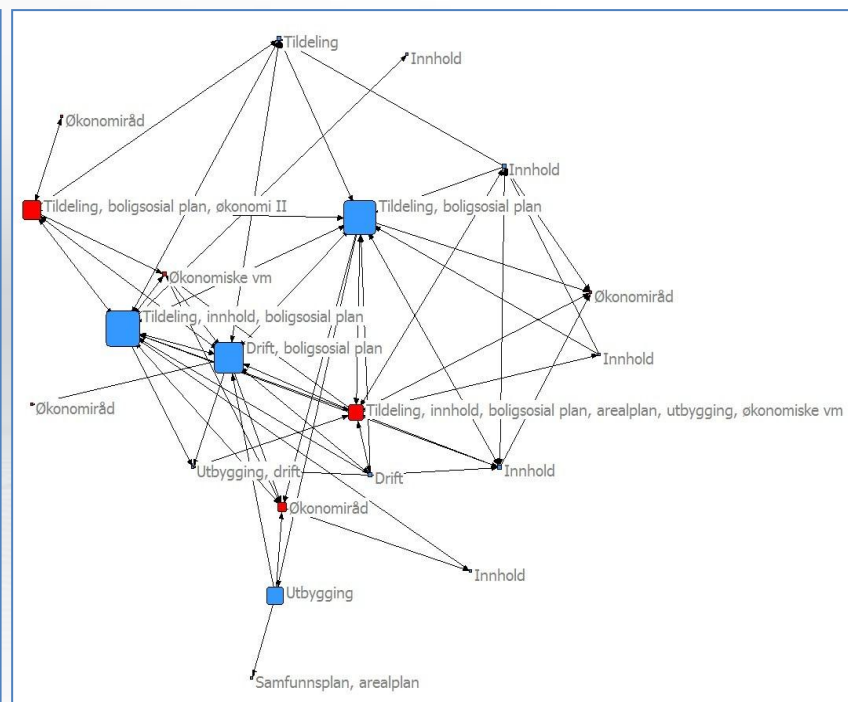 Tildeling
Innhold
Økonomiråd
Innhold
Tildeling, boligsosial plan, økonomi II
Tildeling, boligsosial plan
Økonomiske vm
Økonomiråd
Tildeling, innhold, boligsosial plan
Drift, boligsosial plan
Innhold
Økonomiråd
Tildeling, innhold, boligsosial plan, arealplan, utbygging, økonomiske vm
Utbygging, drift
Drift
Innhold
Økonomiråd
Innhold
Utbygging
Samfunnsplan, arealplan